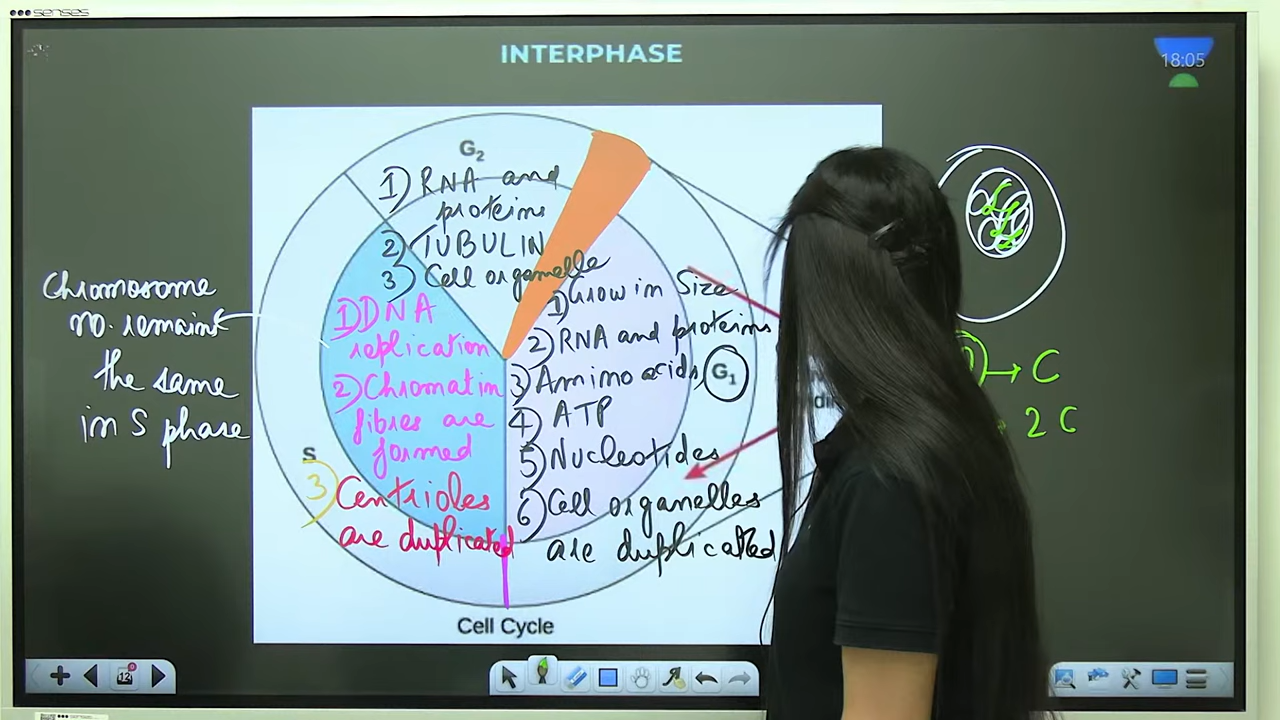 senses
INTERPHASE
18:05
G₂
1) RNA and
proteins
2) TUBULIN
3) Cell organelle
Chromosome
no. remains
the same
in S phase
1) DNA
replication
2) Chromatin
fibres are
formed
S
3) Centrioles
are duplicated
1) Grow in Size
2) RNA and proteins
3) Amino acids
G₁
4) ATP
5) Nucleotides
6) Cell organelles
are duplicated
→ C
2C
Cell Cycle
12